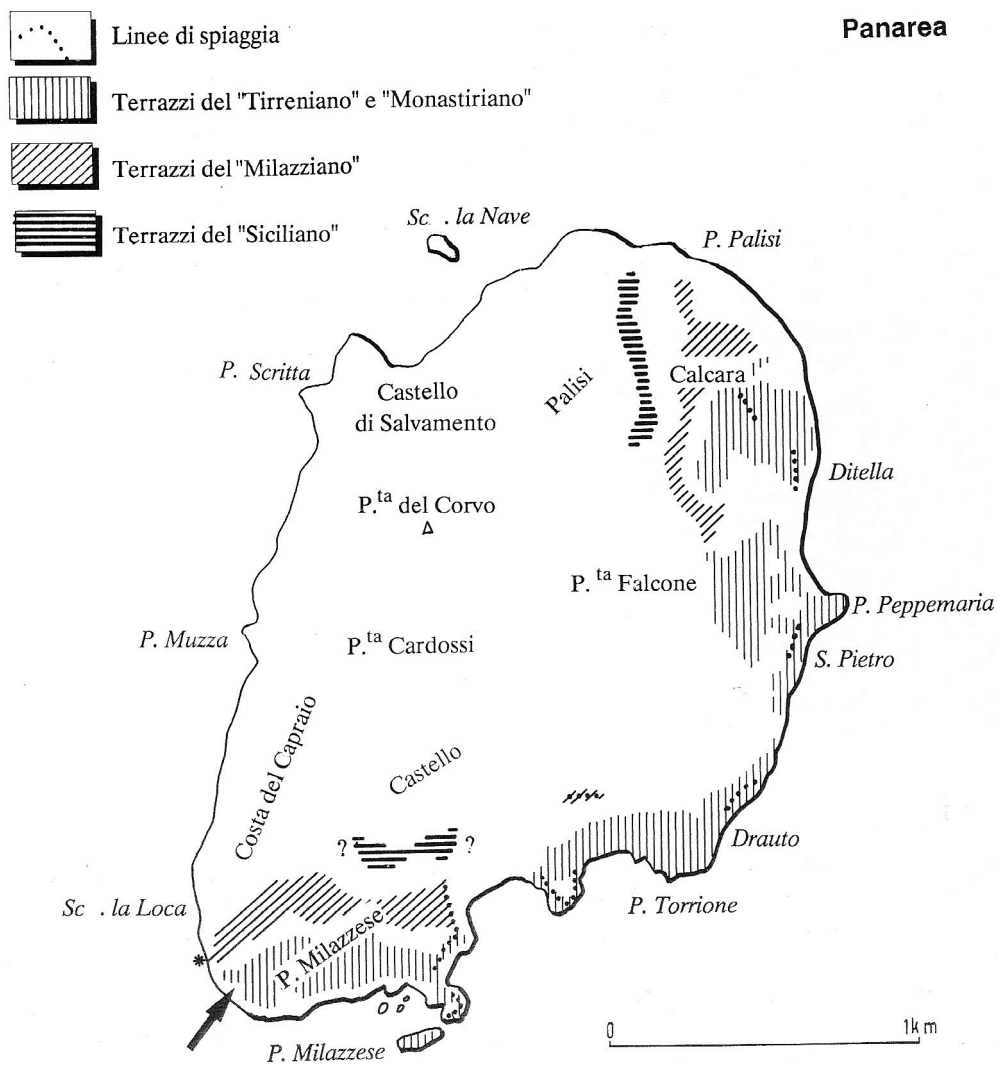 Panarea
Linee di spiaggia
Terrazzi del "Tirreniano" e "Monastiriano"
Terrazzi del "Milazziano"
Terrazzi del "Siciliano"
Sc. . la Nave
P. Palisi
P. Scritta
Castello
di Salvamento
Palisi
Calcara
Ditella
P.ta del Corvo
P.ta Falcone
P. Peppemaria
P. Muzza
P.ta Cardossi
S. Pietro
Costa del Capraio
Castello
? ?
Drauto
Sc . la Loca
P. Torrione
P. Milazzese
P. Milazzese
0 1km